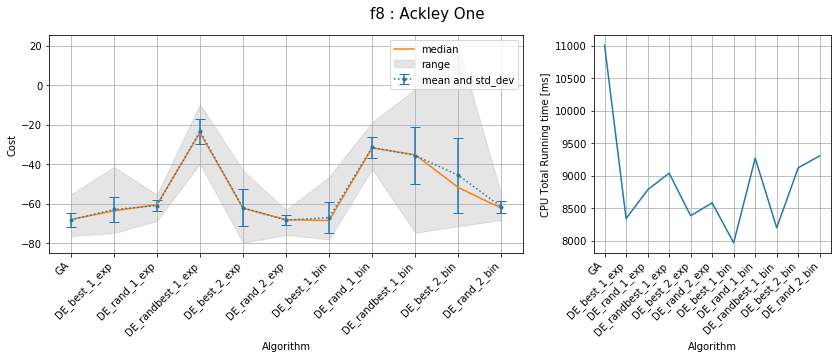 f8 : Ackley One
Cost
20
0
−20
−40
−60
−80
median
range
mean and std_dev
GA
DE_best_1_exp
DE_rand_1_exp
DE_randbest_1_exp
DE_best_2_exp
DE_rand_2_exp
DE_best_1_bin
DE_rand_1_bin
DE_randbest_1_bin
DE_best_2_bin
DE_rand_2_bin
Algorithm
CPU Total Running time [ms]
11000
10500
10000
9500
9000
8500
8000
GA
DE_best_1_exp
DE_rand_1_exp
DE_randbest_1_exp
DE_best_2_exp
DE_rand_2_exp
DE_best_1_bin
DE_rand_1_bin
DE_randbest_1_bin
DE_best_2_bin
DE_rand_2_bin
Algorithm